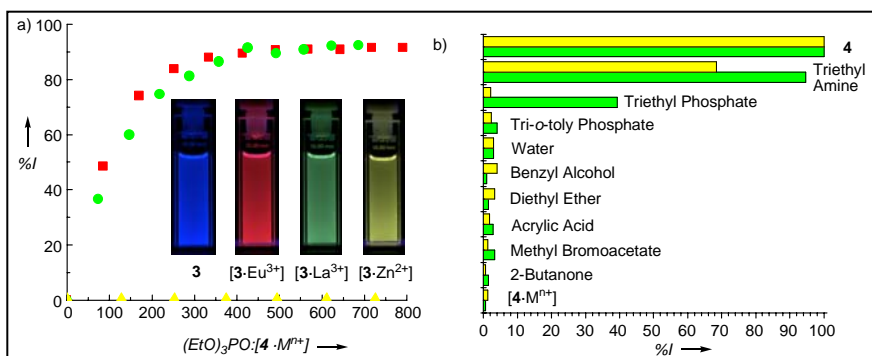 a)
100
80
60
40
20
0
%I
0 100 200 300 400 500 600 700 800
(EtO)₃PO:[4 ·Mⁿ⁺]
3 [3·Eu³⁺] [3·La³⁺] [3·Zn²⁺]
b)
4
Triethyl
Amine
Triethyl Phosphate
Tri-o-toly Phosphate
Water
Benzyl Alcohol
Diethyl Ether
Acrylic Acid
Methyl Bromoacetate
2-Butanone
[4·Mⁿ⁺]
0 10 20 30 40 50 60 70 80 90 100
%I